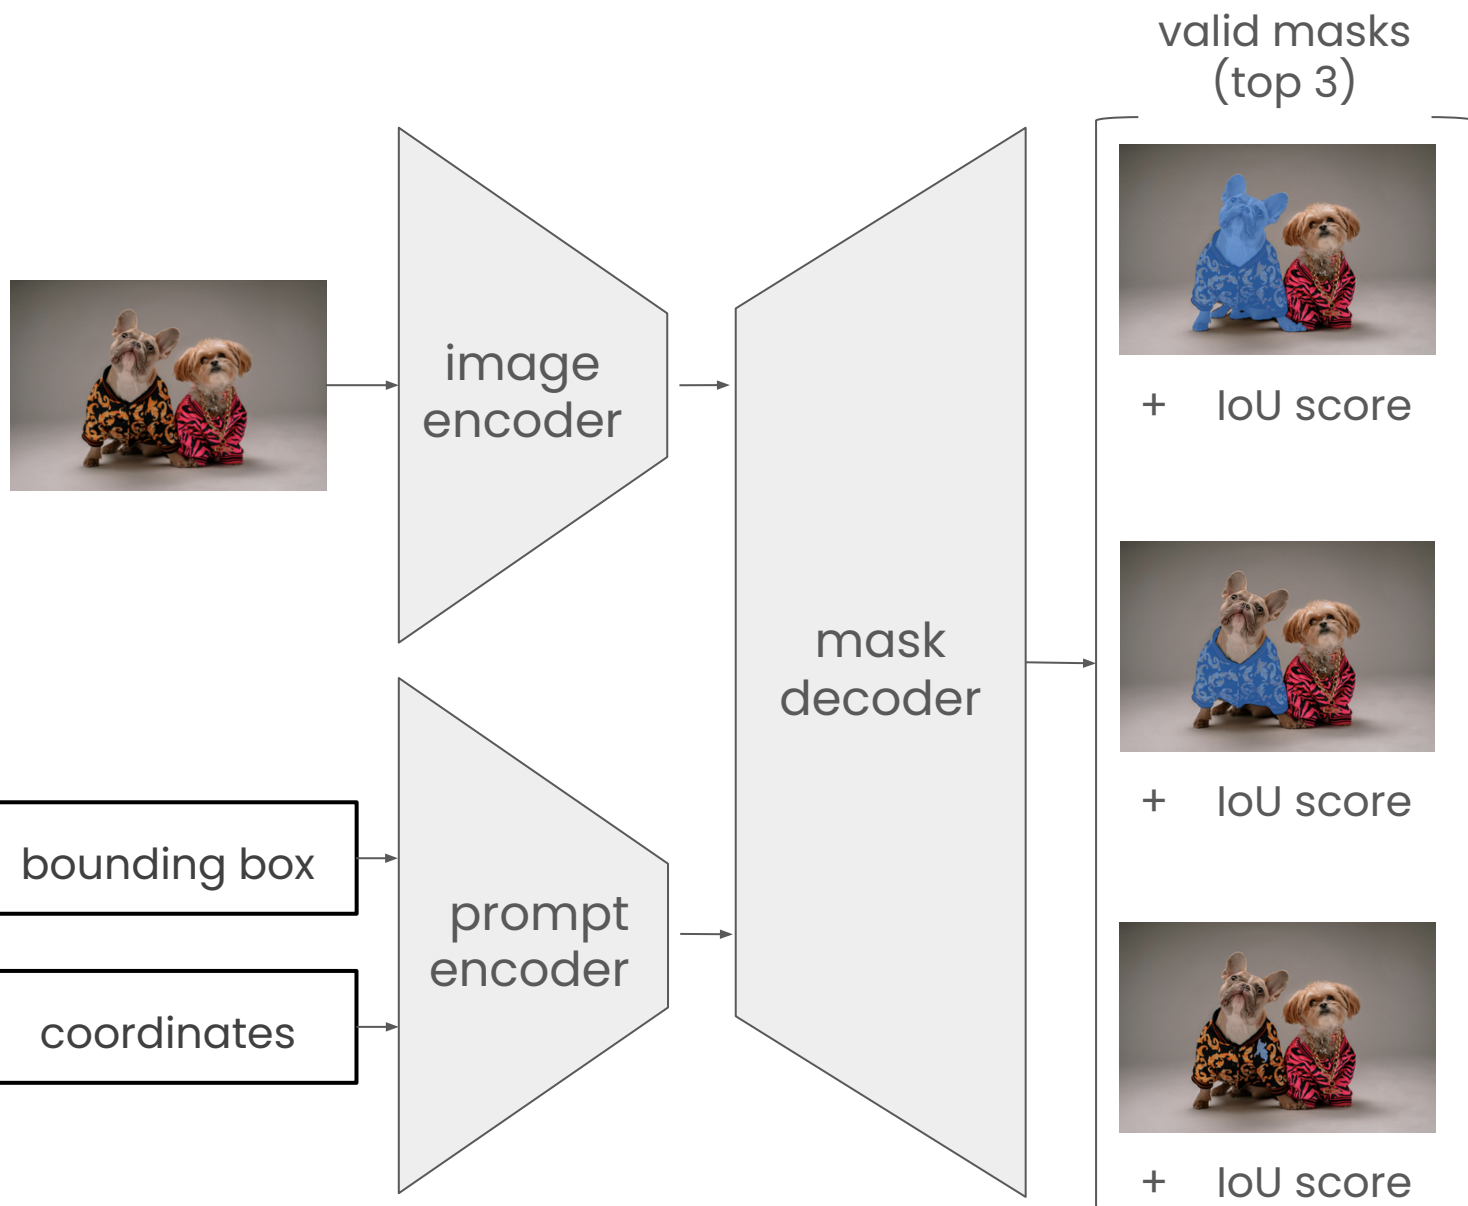 valid masks
(top 3)
image
encoder
+ IoU score
mask
decoder
+ IoU score
bounding box
prompt
encoder
coordinates
+ IoU score